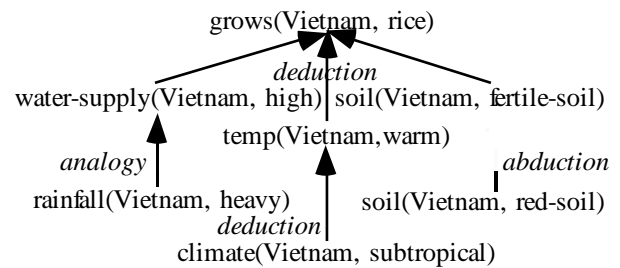 grows(Vietnam, rice)
deduction
water-supply(Vietnam, high) soil(Vietnam, fertile-soil)
temp(Vietnam,warm)
analogy abduction
rainfall(Vietnam, heavy) soil(Vietnam, red-soil)
deduction
climate(Vietnam, subtropical)